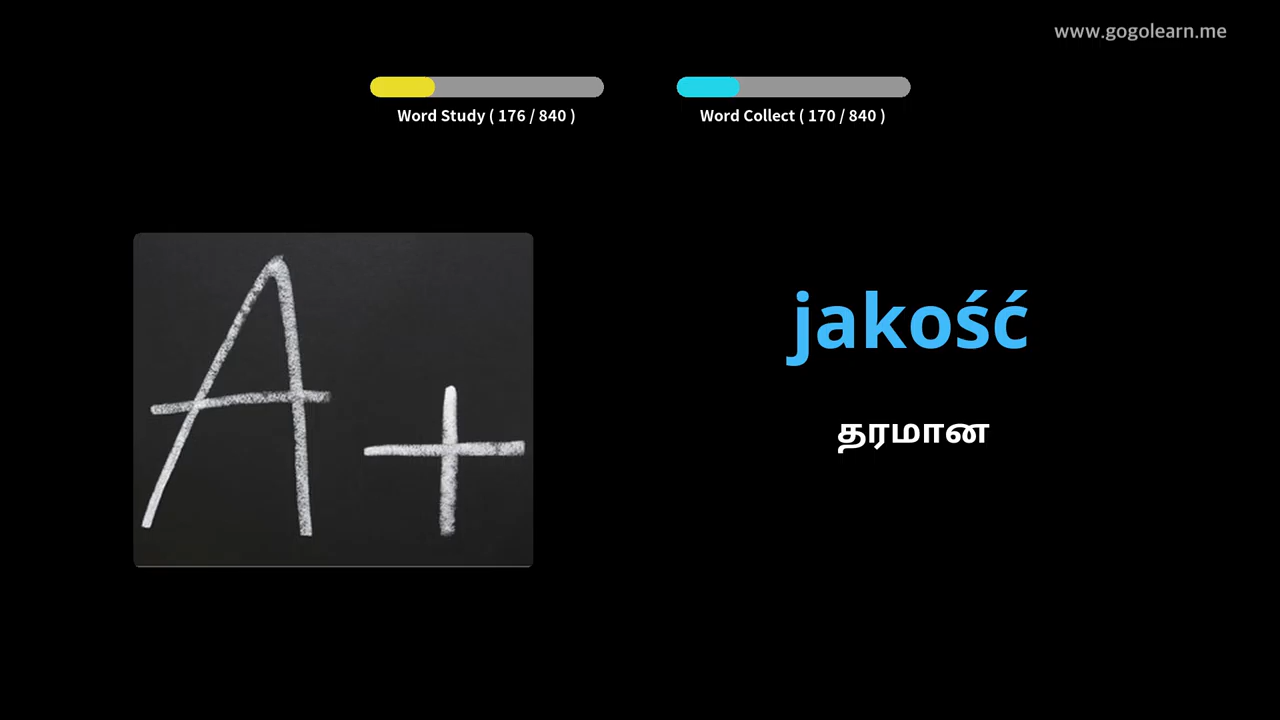 www.gogolearn.me
Word Study ( 176 / 840 )
Word Collect ( 170 / 840 )
A+
jakość
தரமான